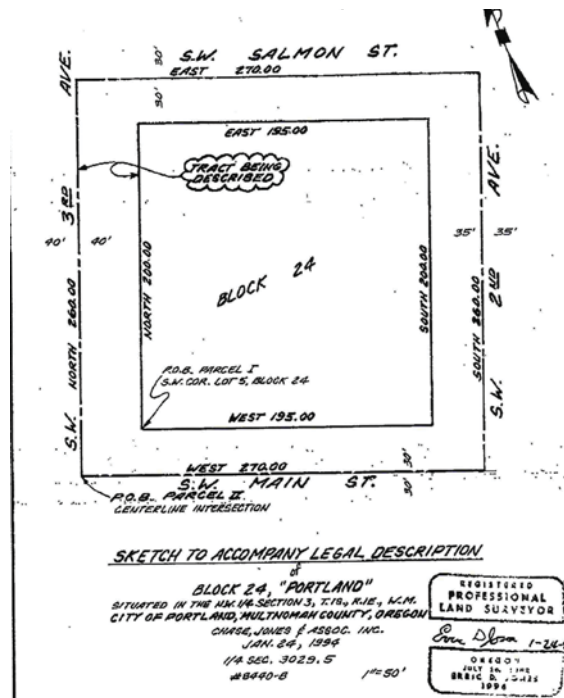 S.W. SALMON ST.
30'
EAST 270.00
30'
AVE.
EAST 195.00
TRACT BEING
DESCRIBED
3RD
AVE.
40'
40'
35'
35'
NORTH 200.00
BLOCK 24
SOUTH 200.00
2ND
NORTH 260.00
SOUTH 260.00
S.W.
S.W.
P.O.B. PARCEL I
S.W. COR. LOT 5, BLOCK 24
WEST 195.00
30'
WEST 270.00
30'
S.W. MAIN ST.
P.O.B. PARCEL II
CENTERLINE INTERSECTION
SKETCH TO ACCOMPANY LEGAL DESCRIPTION
of
BLOCK 24, "PORTLAND"
SITUATED IN THE N.W. 1/4 SECTION 3, T.1S., R.1E., W.M.
CITY OF PORTLAND, MULTNOMAH COUNTY, OREGON
CHASE, JONES & ASSOC. INC.
JAN. 24, 1994
1/4 SEC. 3029.5
#8440-B
1"=50'
REGISTERED
PROFESSIONAL
LAND SURVEYOR
1-24
OREGON
JULY